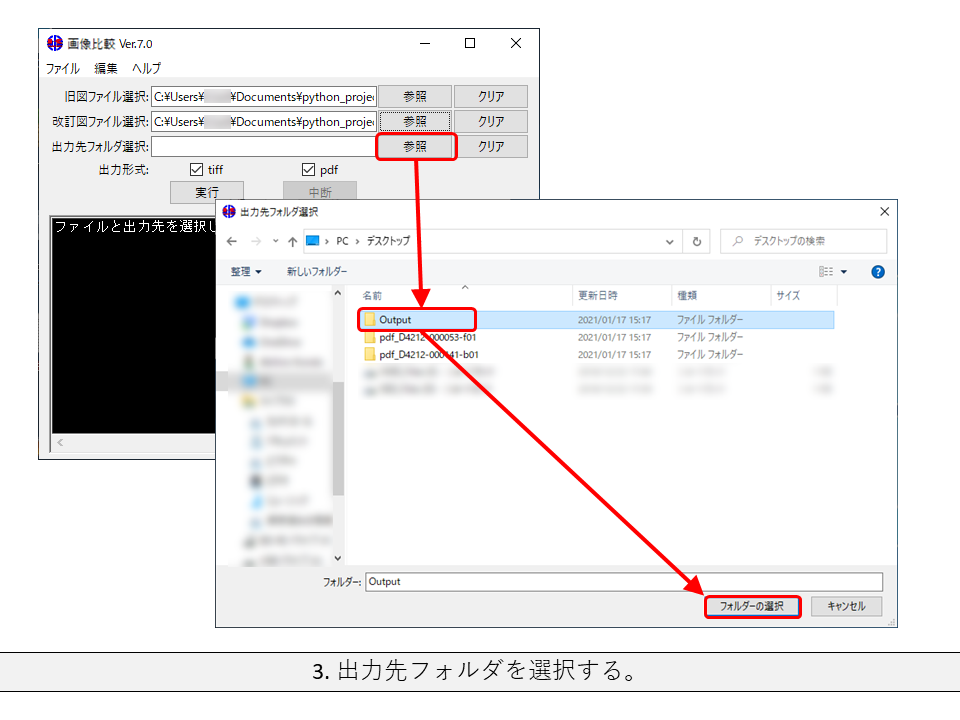 画像比較 Ver.7.0
ファイル 編集 ヘルプ
旧図ファイル選択: C:¥Users¥ ¥Documents¥python_projec 参照 クリア
改訂図ファイル選択: C:¥Users¥ ¥Documents¥python_projec 参照 クリア
出力先フォルダ選択: 参照 クリア
出力形式: tiff pdf
実行 中断
ファイルと出力先を選択し
出力先フォルダ選択
PC › デスクトップ デスクトップの検索
整理 新しいフォルダー
名前 更新日時 種類 サイズ
Output 2021/01/17 15:17 ファイル フォルダー
pdf_D4212-000053-f01 2021/01/17 15:17 ファイル フォルダー
pdf_D4212-000141-b01 2021/01/17 15:17 ファイル フォルダー
フォルダー: Output
フォルダーの選択 キャンセル
3. 出力先フォルダを選択する。